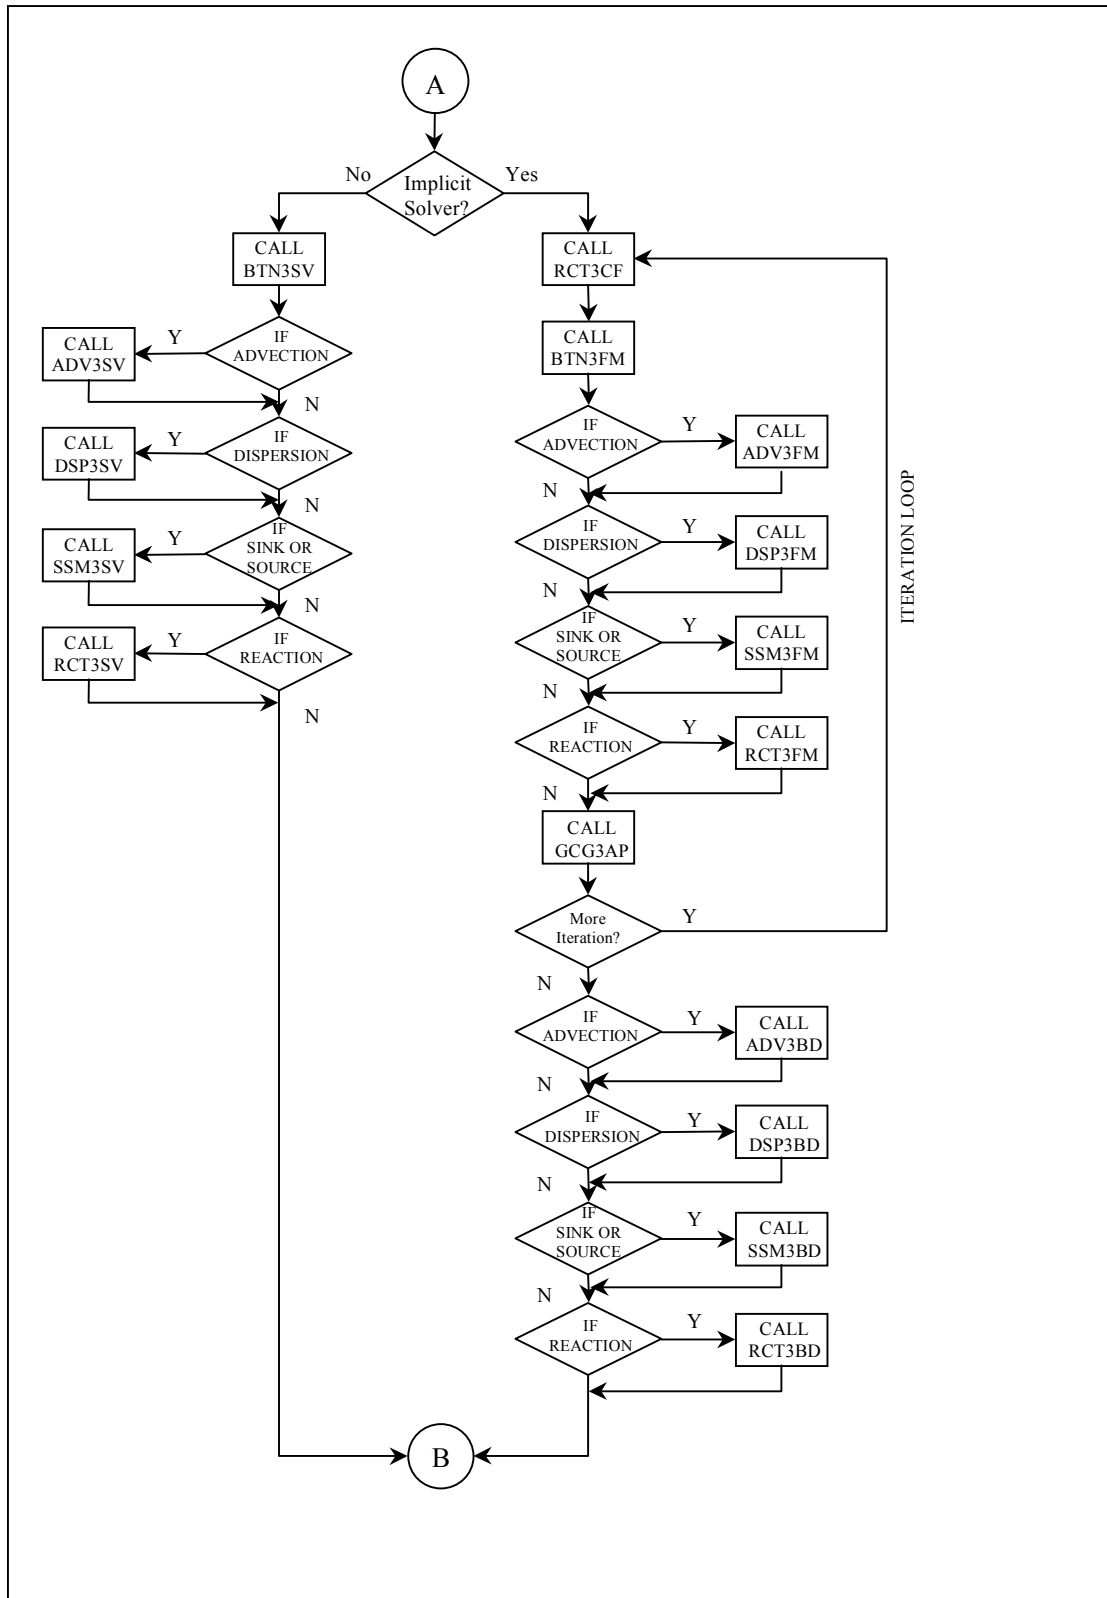 A
Implicit
Solver?
No
Yes
CALL
BTN3SV
IF
ADVECTION
Y
CALL
ADV3SV
N
IF
DISPERSION
Y
CALL
DSP3SV
N
IF
SINK OR
SOURCE
Y
CALL
SSM3SV
N
IF
REACTION
Y
CALL
RCT3SV
N
CALL
RCT3CF
CALL
BTN3FM
IF
ADVECTION
Y
CALL
ADV3FM
N
IF
DISPERSION
Y
CALL
DSP3FM
N
IF
SINK OR
SOURCE
Y
CALL
SSM3FM
N
IF
REACTION
Y
CALL
RCT3FM
N
CALL
GCG3AP
More
Iteration?
Y
ITERATION LOOP
N
IF
ADVECTION
Y
CALL
ADV3BD
N
IF
DISPERSION
Y
CALL
DSP3BD
N
IF
SINK OR
SOURCE
Y
CALL
SSM3BD
N
IF
REACTION
Y
CALL
RCT3BD
B